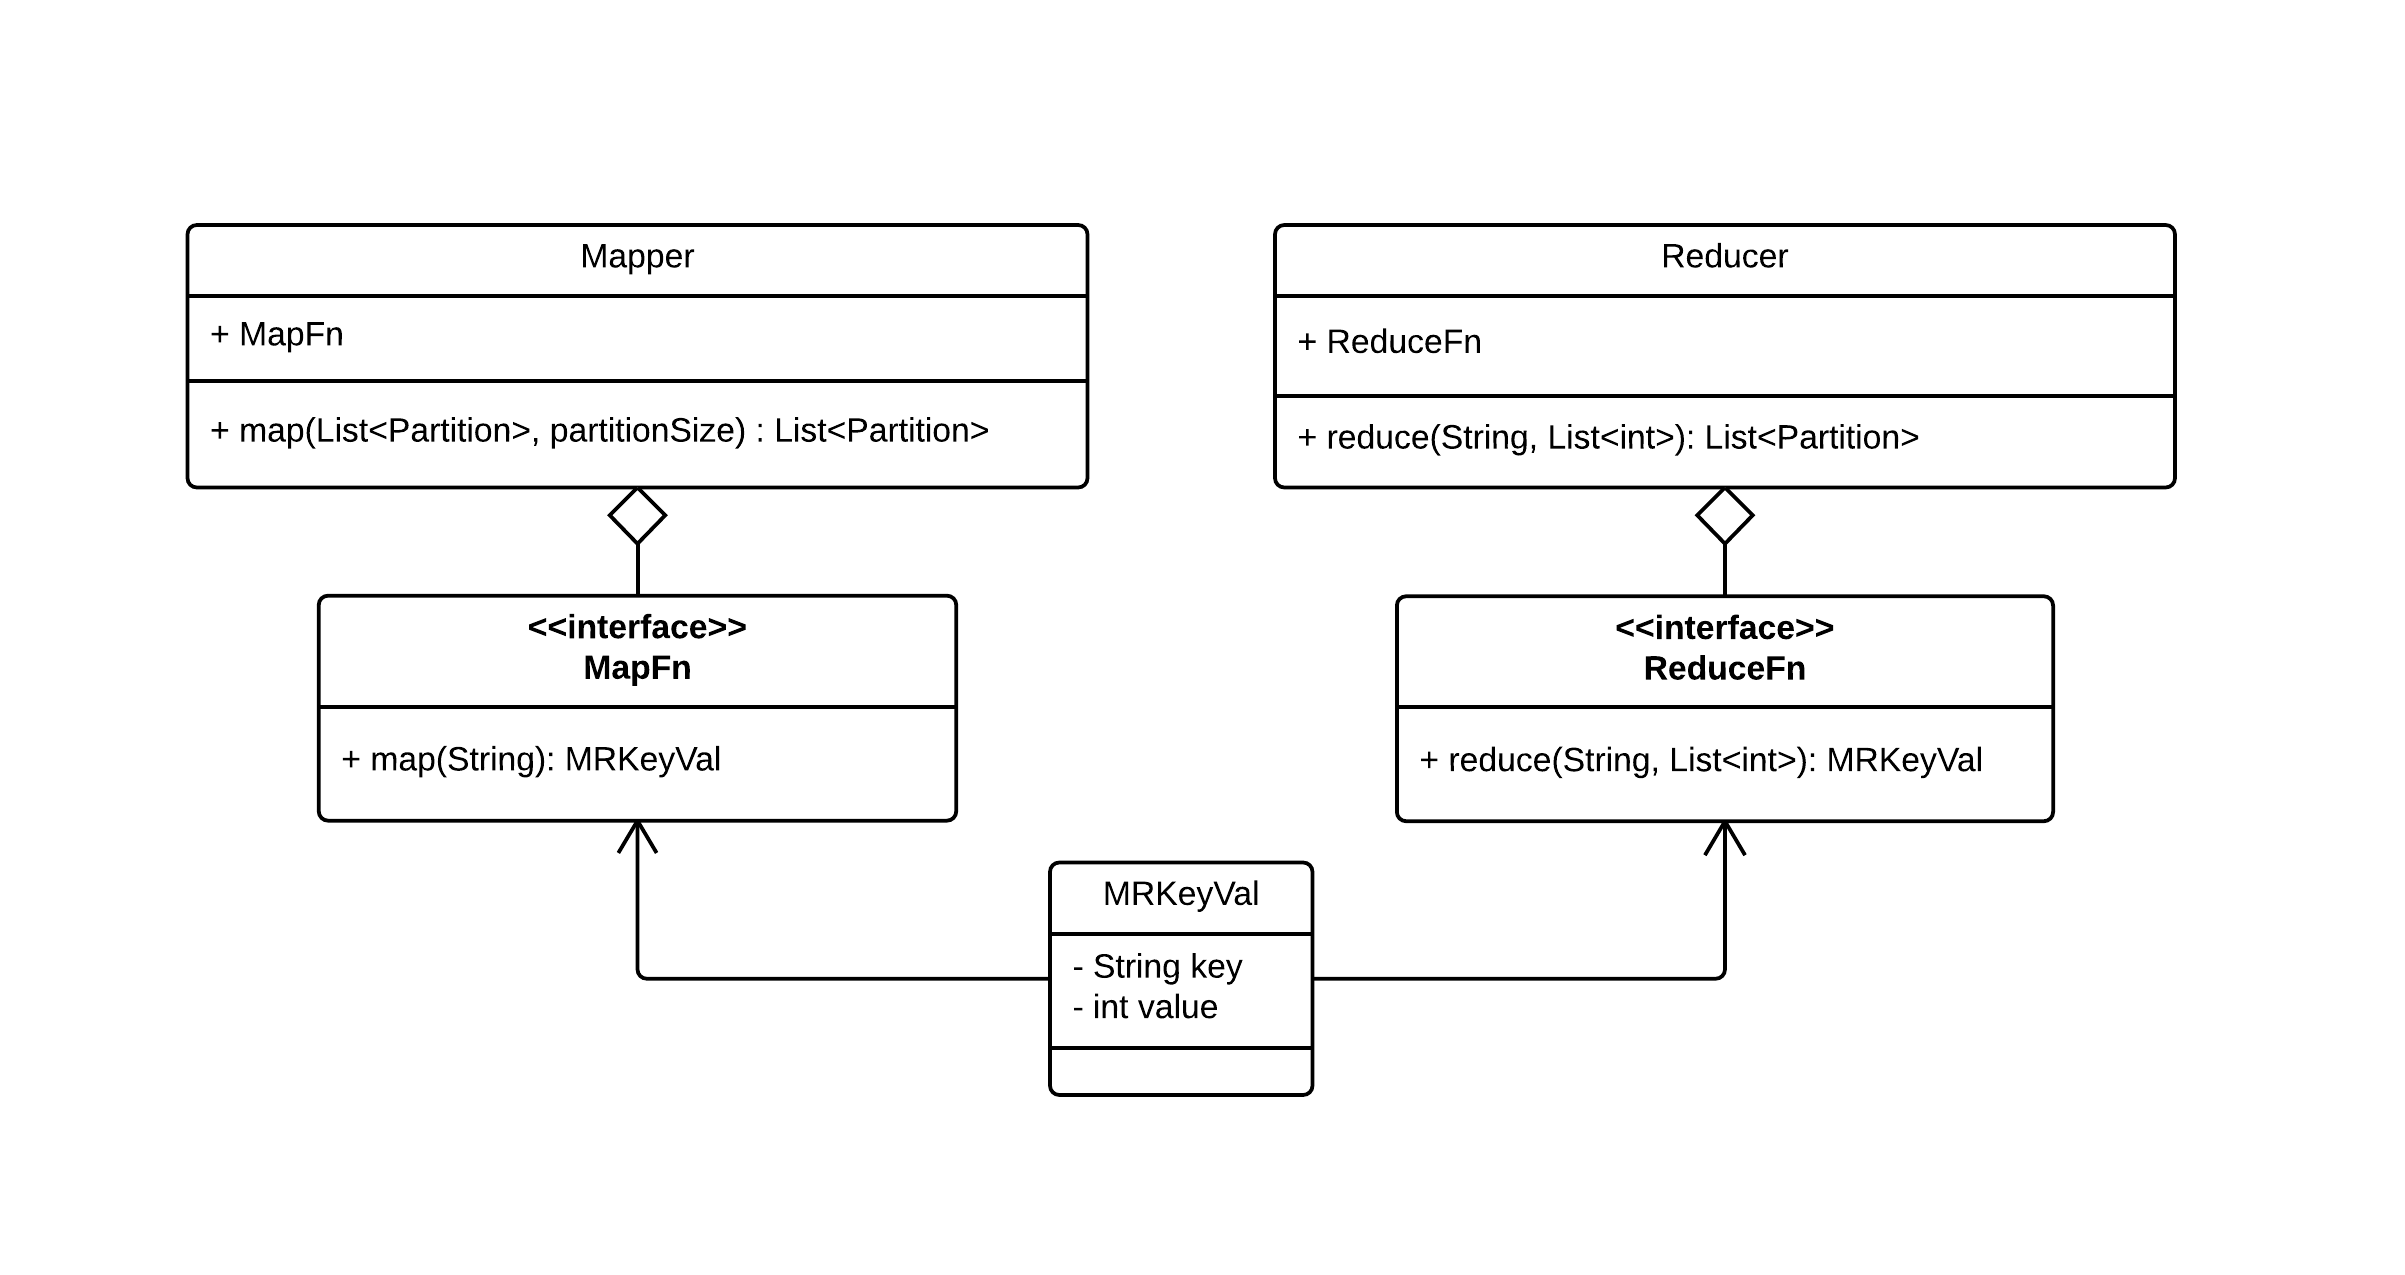 Mapper
+ MapFn
+ map(List<Partition>, partitionSize) : List<Partition>
Reducer
+ ReduceFn
+ reduce(String, List<int>): List<Partition>
<<interface>>
MapFn
+ map(String): MRKeyVal
<<interface>>
ReduceFn
+ reduce(String, List<int>): MRKeyVal
MRKeyVal
- String key
- int value